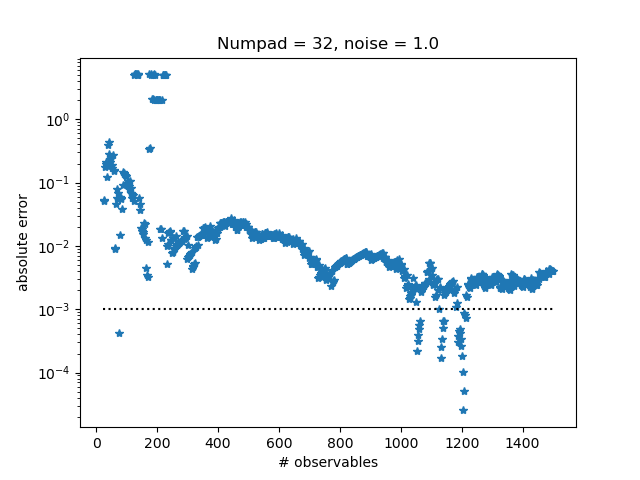 Numpad = 32, noise = 1.0
absolute error
10⁰
10⁻¹
10⁻²
10⁻³
10⁻⁴
0 200 400 600 800 1000 1200 1400
# observables